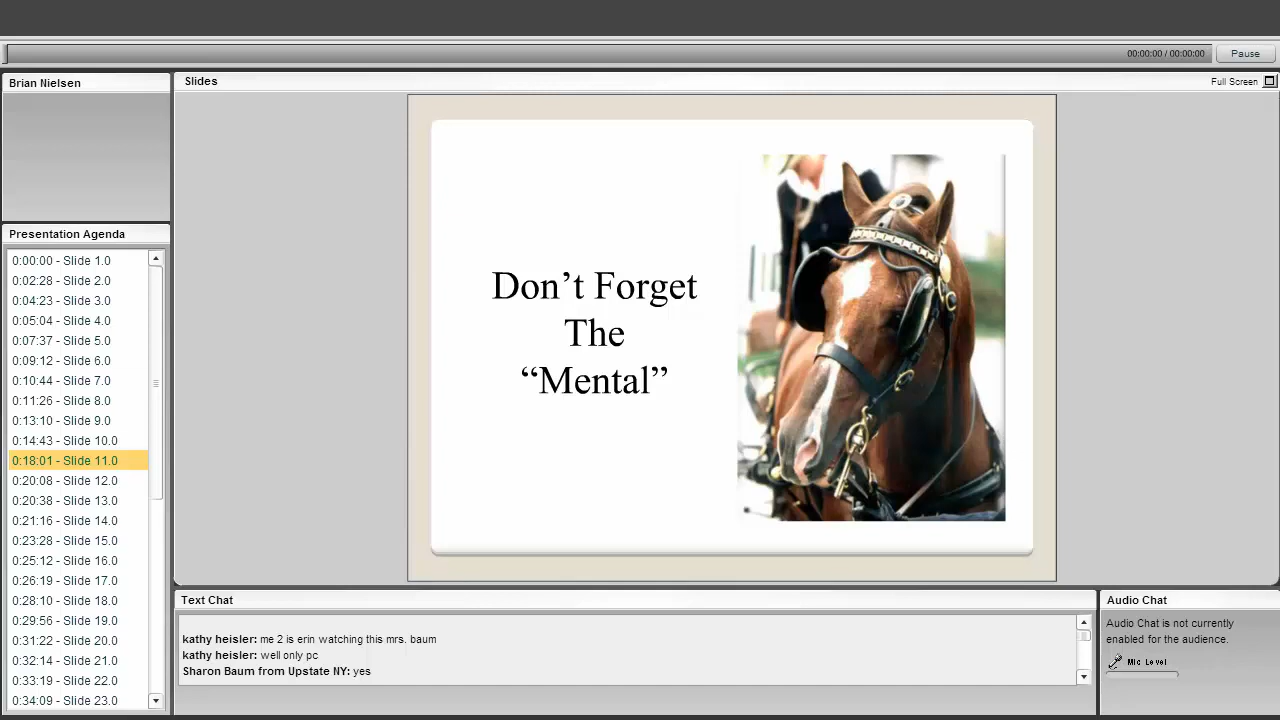 00:00:00 / 00:00:00
Pause
Brian Nielsen
Slides
Full Screen
Presentation Agenda
0:00:00 - Slide 1.0
0:02:28 - Slide 2.0
0:04:23 - Slide 3.0
0:05:04 - Slide 4.0
0:07:37 - Slide 5.0
0:09:12 - Slide 6.0
0:10:44 - Slide 7.0
0:11:26 - Slide 8.0
0:13:10 - Slide 9.0
0:14:43 - Slide 10.0
0:18:01 - Slide 11.0
0:20:08 - Slide 12.0
0:20:38 - Slide 13.0
0:21:16 - Slide 14.0
0:23:28 - Slide 15.0
0:25:12 - Slide 16.0
0:26:19 - Slide 17.0
0:28:10 - Slide 18.0
0:29:56 - Slide 19.0
0:31:22 - Slide 20.0
0:32:14 - Slide 21.0
0:33:19 - Slide 22.0
0:34:09 - Slide 23.0
Don’t Forget
The
“Mental”
Text Chat
kathy heisler: me 2 is erin watching this mrs. baum
kathy heisler: well only pc
Sharon Baum from Upstate NY: yes
Audio Chat
Audio Chat is not currently
enabled for the audience.
Mic Level